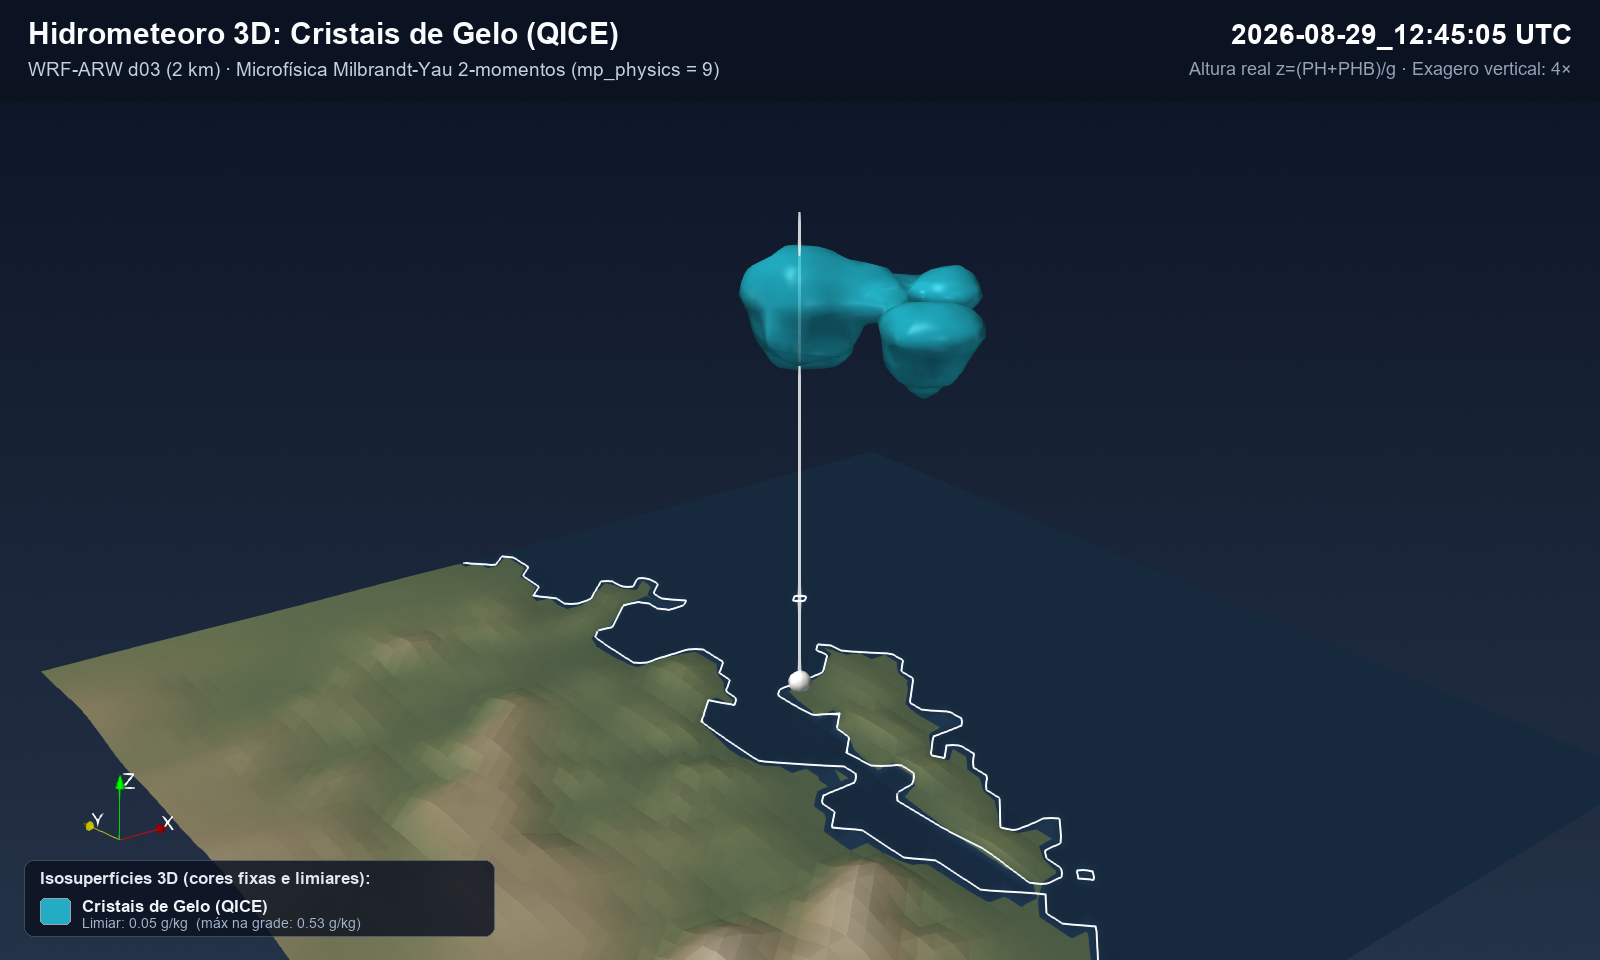 Hidrometeoro 3D: Cristais de Gelo (QICE)
WRF-ARW d03 (2 km) · Microfísica Milbrandt-Yau 2-momentos (mp_physics = 9)
2026-08-29_12:45:05 UTC
Altura real z=(PH+PHB)/g · Exagero vertical: 4×
Z
Y
X
Isosuperfícies 3D (cores fixas e limiares):
Cristais de Gelo (QICE)
Limiar: 0.05 g/kg (máx na grade: 0.53 g/kg)